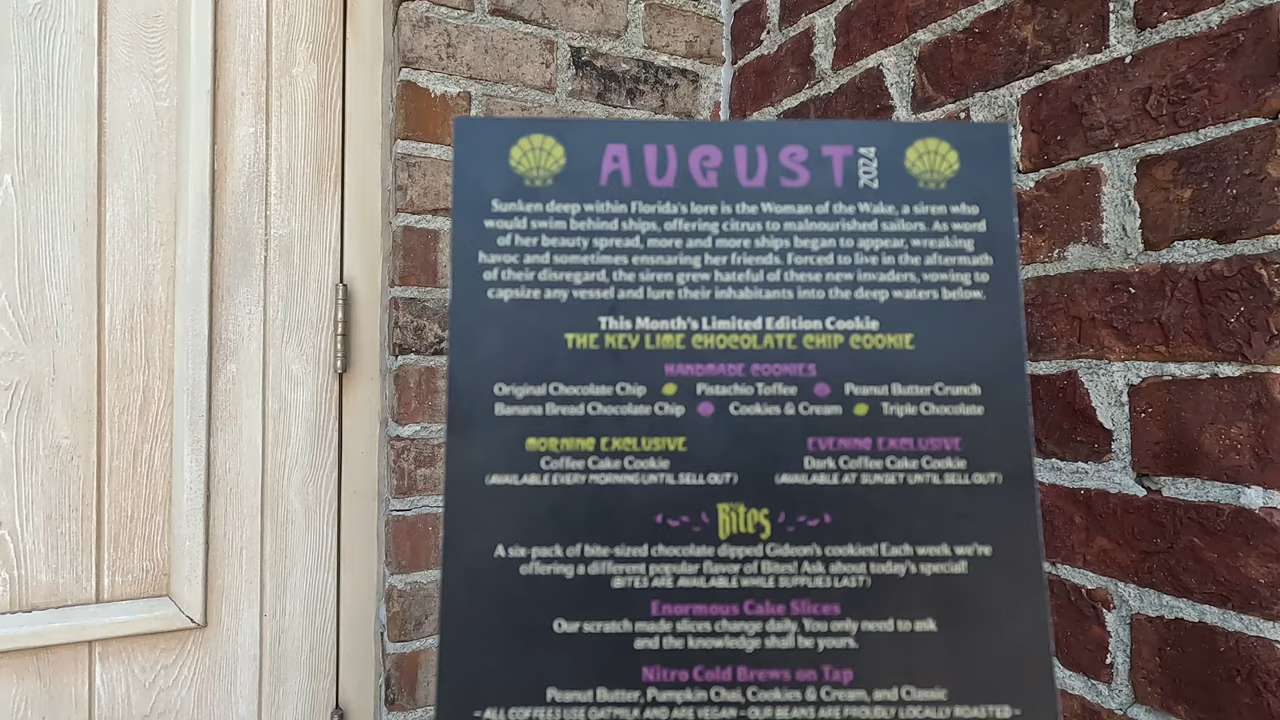 AUGUST 2024
Sunken deep within Florida's lore is the Woman of the Wake, a siren who
would swim behind ships, offering citrus to malnourished sailors. As word
of her beauty spread, more and more ships began to appear, wreaking
havoc and sometimes ensnaring her friends. Forced to live in the aftermath
of their disregard, the siren grew hateful of these new invaders, vowing to
capsize any vessel and lure their inhabitants into the deep waters below.
This Month's Limited Edition Cookie
THE KEY LIME CHOCOLATE CHIP COOKIE
HANDMADE COOKIES
Original Chocolate Chip Pistachio Toffee Peanut Butter Crunch
Banana Bread Chocolate Chip Cookies & Cream Triple Chocolate
MORNING EXCLUSIVE EVENING EXCLUSIVE
Coffee Cake Cookie Dark Coffee Cake Cookie
(AVAILABLE EVERY MORNING UNTIL SELL OUT) (AVAILABLE AT SUNSET UNTIL SELL OUT)
Bites
A six pack of bite-sized chocolate dipped Gideon's cookies! Each week we're
offering a different popular flavor of Bites! Ask about today's special!
(BITES ARE AVAILABLE WHILE SUPPLIES LAST)
Enormous Cake Slices
Our scratch made slices change daily. You only need to ask
and the knowledge shall be yours.
Nitro Cold Brews on Tap
Peanut Butter, Pumpkin Chai, Cookies & Cream, and Classic
- ALL COFFEES USE OATMILK AND ARE VEGAN - OUR BEANS ARE PROUDLY LOCALLY ROASTED -